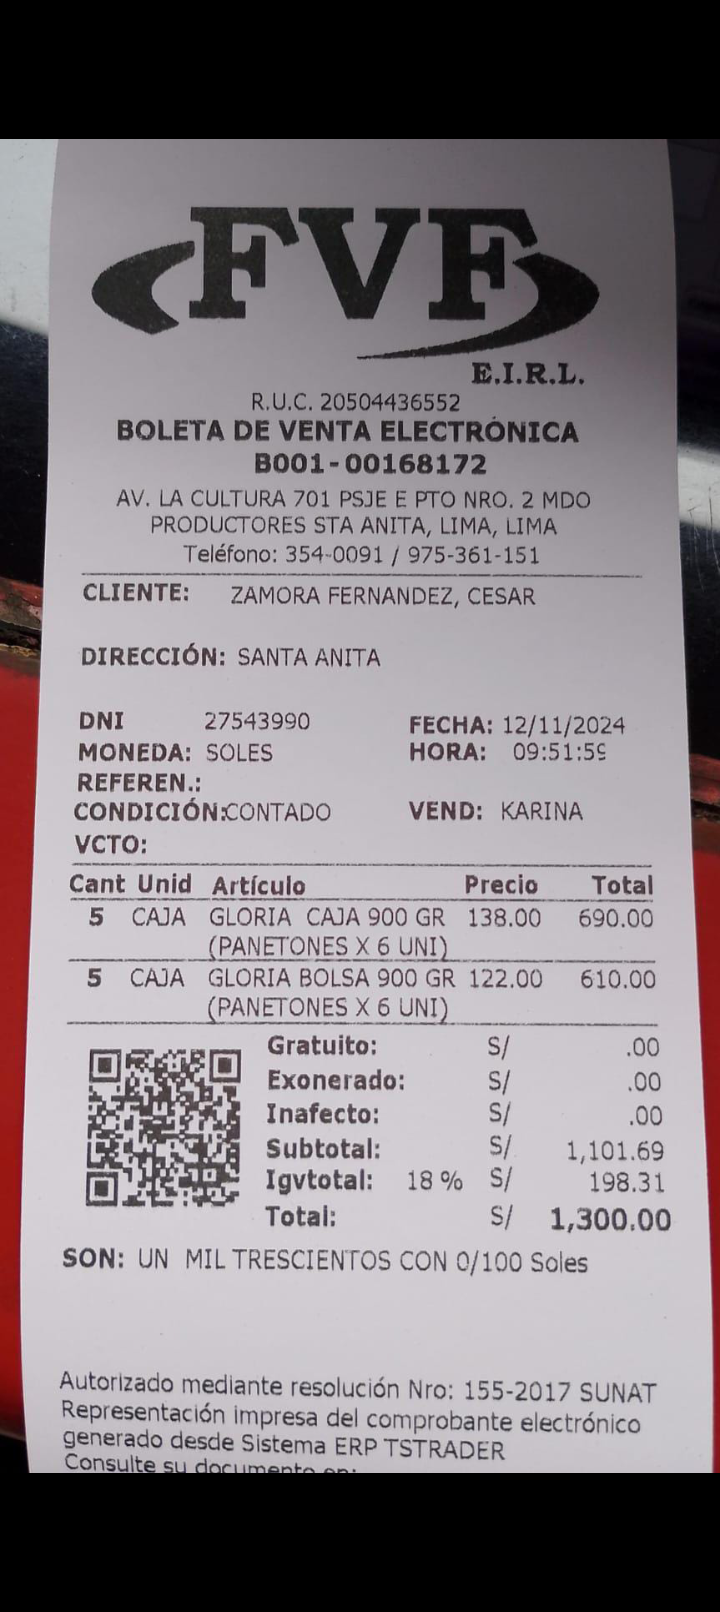 FVF
E.I.R.L.
R.U.C. 20504436552
BOLETA DE VENTA ELECTRÓNICA
B001-00168172
AV. LA CULTURA 701 PSJE E PTO NRO. 2 MDO
PRODUCTORES STA ANITA, LIMA, LIMA
Teléfono: 354-0091 / 975-361-151
CLIENTE: ZAMORA FERNANDEZ, CESAR
DIRECCIÓN: SANTA ANITA
DNI 27543990 FECHA: 12/11/2024
MONEDA: SOLES HORA: 09:51:59
REFEREN.:
CONDICIÓN:CONTADO VEND: KARINA
VCTO:
Cant Unid Artículo Precio Total
5 CAJA GLORIA CAJA 900 GR 138.00 690.00
(PANETONES X 6 UNI)
5 CAJA GLORIA BOLSA 900 GR 122.00 610.00
(PANETONES X 6 UNI)
Gratuito: S/ .00
Exonerado: S/ .00
Inafecto: S/ .00
Subtotal: S/ 1,101.69
Igvtotal: 18 % S/ 198.31
Total: S/ 1,300.00
SON: UN MIL TRESCIENTOS CON 0/100 Soles
Autorizado mediante resolución Nro: 155-2017 SUNAT
Representación impresa del comprobante electrónico
generado desde Sistema ERP TSTRADER
Consulte su documento en: